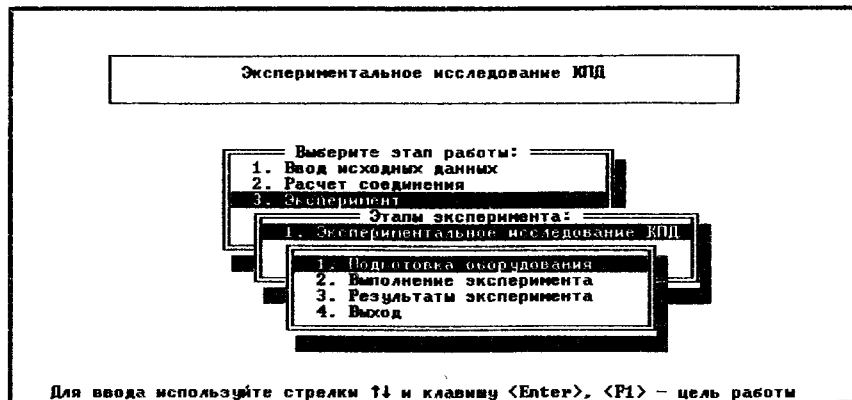 Экспериментальное исследование КПД
Выберите этап работы:
1. Ввод исходных данных
2. Расчет соединения
3. Эксперимент
Этапы эксперимента:
1. Экспериментальное исследование КПД
1. Подготовка оборудования
2. Выполнение эксперимента
3. Результаты эксперимента
4. Выход
Для ввода используйте стрелки ↑↓ и клавишу <Enter>, <F1> – цель работы